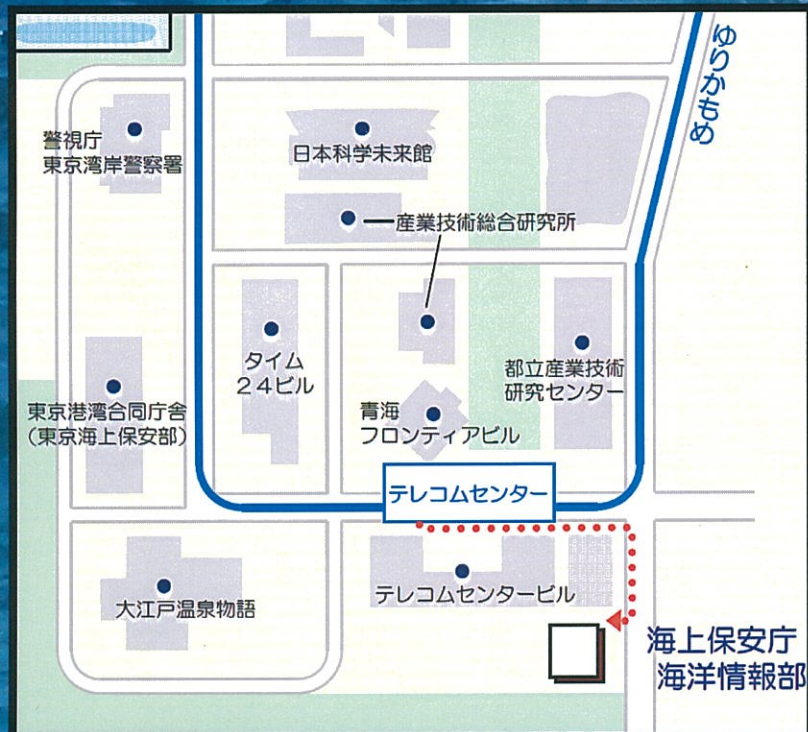 ゆりかもめ
警視庁
東京湾岸警察署
日本科学未来館
産業技術総合研究所
タイム
24ビル
都立産業技術
研究センター
東京港湾合同庁舎
(東京海上保安部)
青海
フロンティアビル
テレコムセンター
大江戸温泉物語
テレコムセンタービル
海上保安庁
海洋情報部